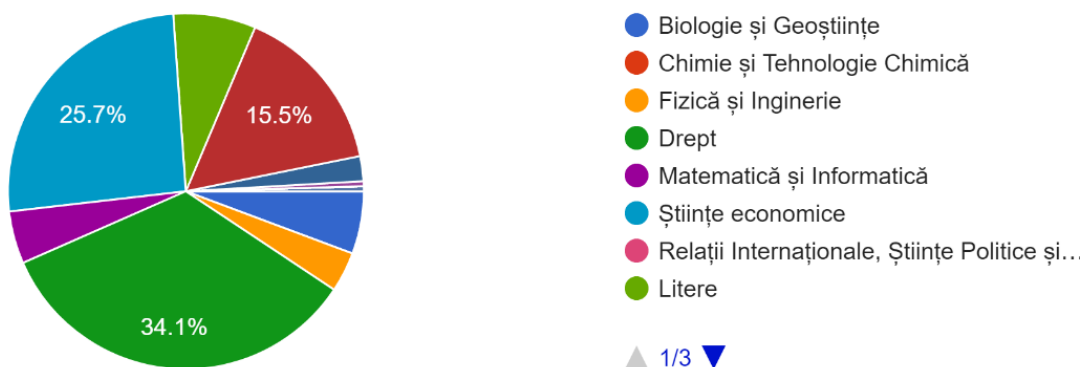 25.7%
15.5%
34.1%
Biologie și Geoștiințe
Chimie și Tehnologie Chimică
Fizică și Inginerie
Drept
Matematică și Informatică
Științe economice
Relații Internaționale, Științe Politice și…
Litere
1/3